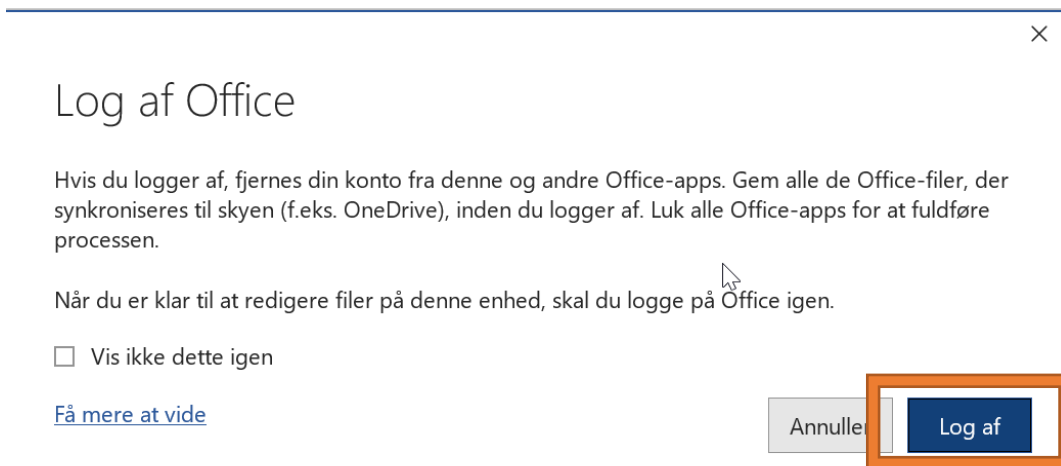 Log af Office
Hvis du logger af, fjernes din konto fra denne og andre Office-apps. Gem alle de Office-filer, der
synkroniseres til skyen (f.eks. OneDrive), inden du logger af. Luk alle Office-apps for at fuldføre
processen.
Når du er klar til at redigere filer på denne enhed, skal du logge på Office igen.
Vis ikke dette igen
Få mere at vide
Annuller
Log af